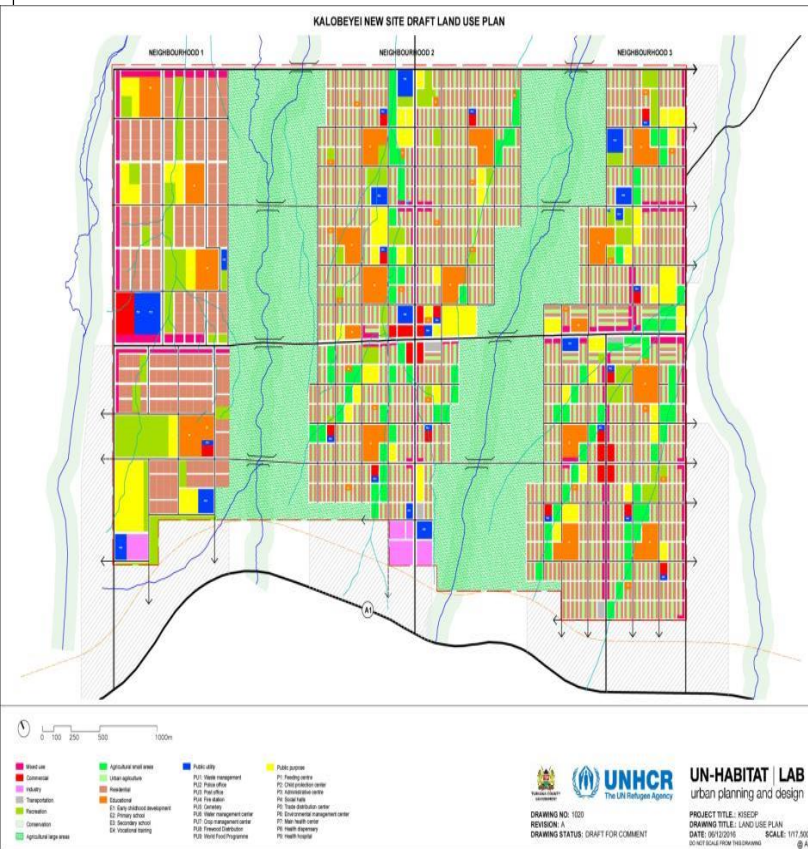 KALOBEYEI NEW SITE DRAFT LAND USE PLAN
NEIGHBOURHOOD 1
NEIGHBOURHOOD 2
NEIGHBOURHOOD 3
A1
0 100 250 500 1000m
Mixed use
Commercial
Industry
Transportation
Recreation
Conservation
Agricultural large areas
Agricultural small areas
Urban agriculture
Residential
Educational
E1: Early childhood development
E2: Primary school
E3: Secondary school
E4: Vocational training
Public utility
PU1: Waste management
PU2: Police office
PU3: Post office
PU4: Fire station
PU5: Cemetery
PU6: Water management center
PU7: Crop management center
PU8: Firewood Distribution
PU9: World Food Programme
Public purpose
P1: Feeding centre
P2: Child protection center
P3: Administrative centre
P4: Social halls
P5: Trade distribution center
P6: Environmental management center
P7: Main health center
P8: Health dispensary
P9: Health hospital
TURKANA COUNTY
GOVERNMENT
UNHCR
The UN Refugee Agency
UN-HABITAT | LAB
urban planning and design
DRAWING NO: 1020
REVISION: A
DRAWING STATUS: DRAFT FOR COMMENT
PROJECT TITLE: KISEDP
DRAWING TITLE: LAND USE PLAN
DATE: 06/12/2016 SCALE: 1/17,500
DO NOT SCALE FROM THIS DRAWING